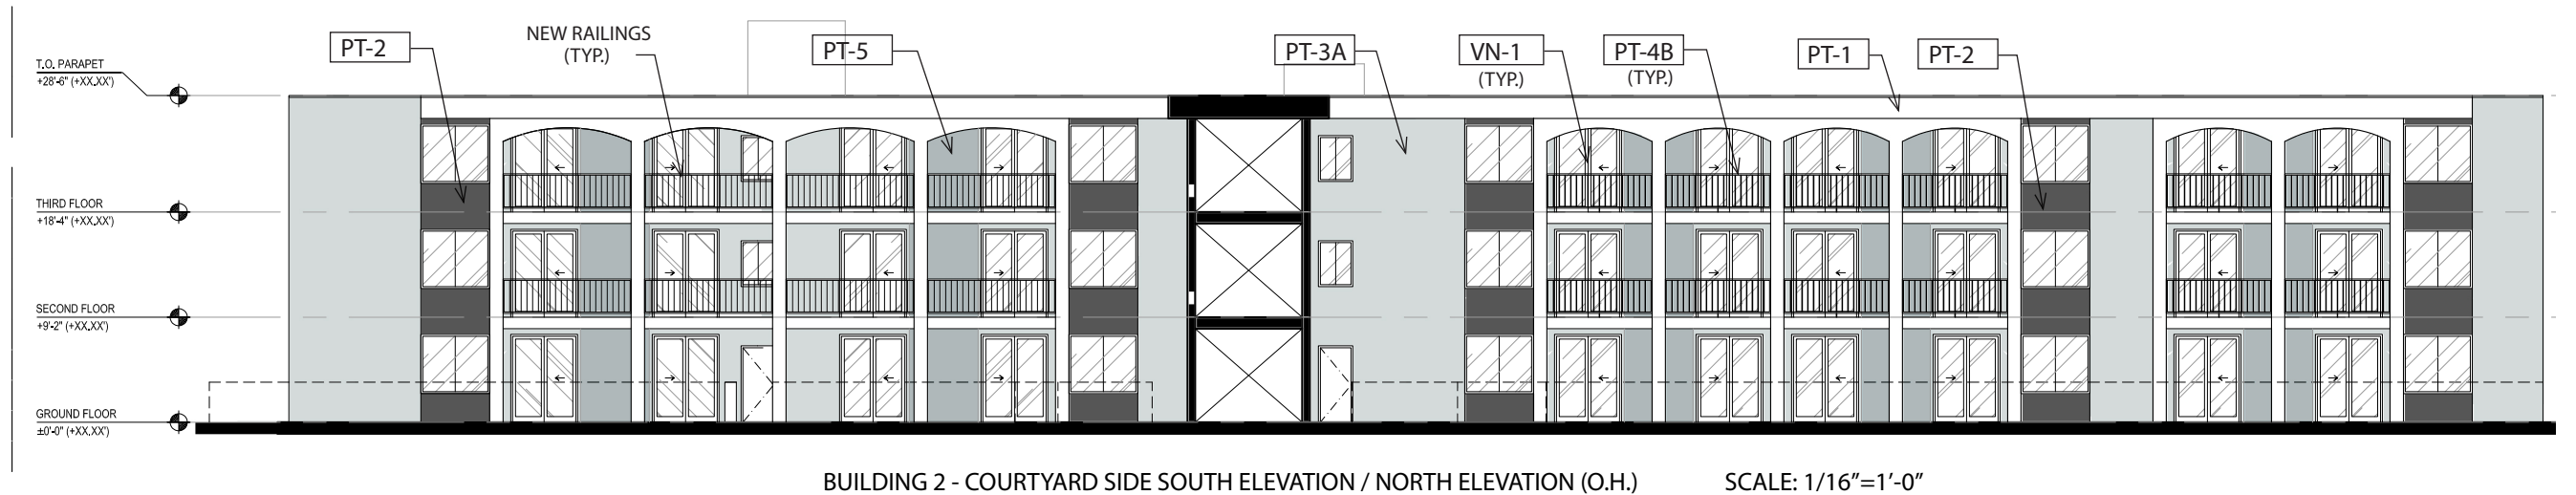 PT-2
NEW RAILINGS
(TYP.)
PT-5
PT-3A
VN-1
(TYP.)
PT-4B
(TYP.)
PT-1
PT-2
T.O. PARAPET
+28'-6" (+XX.XX')
THIRD FLOOR
+18'-4" (+XX.XX')
SECOND FLOOR
+9'-2" (+XX.XX')
GROUND FLOOR
±0'-0" (+XX.XX')
BUILDING 2 - COURTYARD SIDE SOUTH ELEVATION / NORTH ELEVATION (O.H.) SCALE: 1/16”=1’-0”